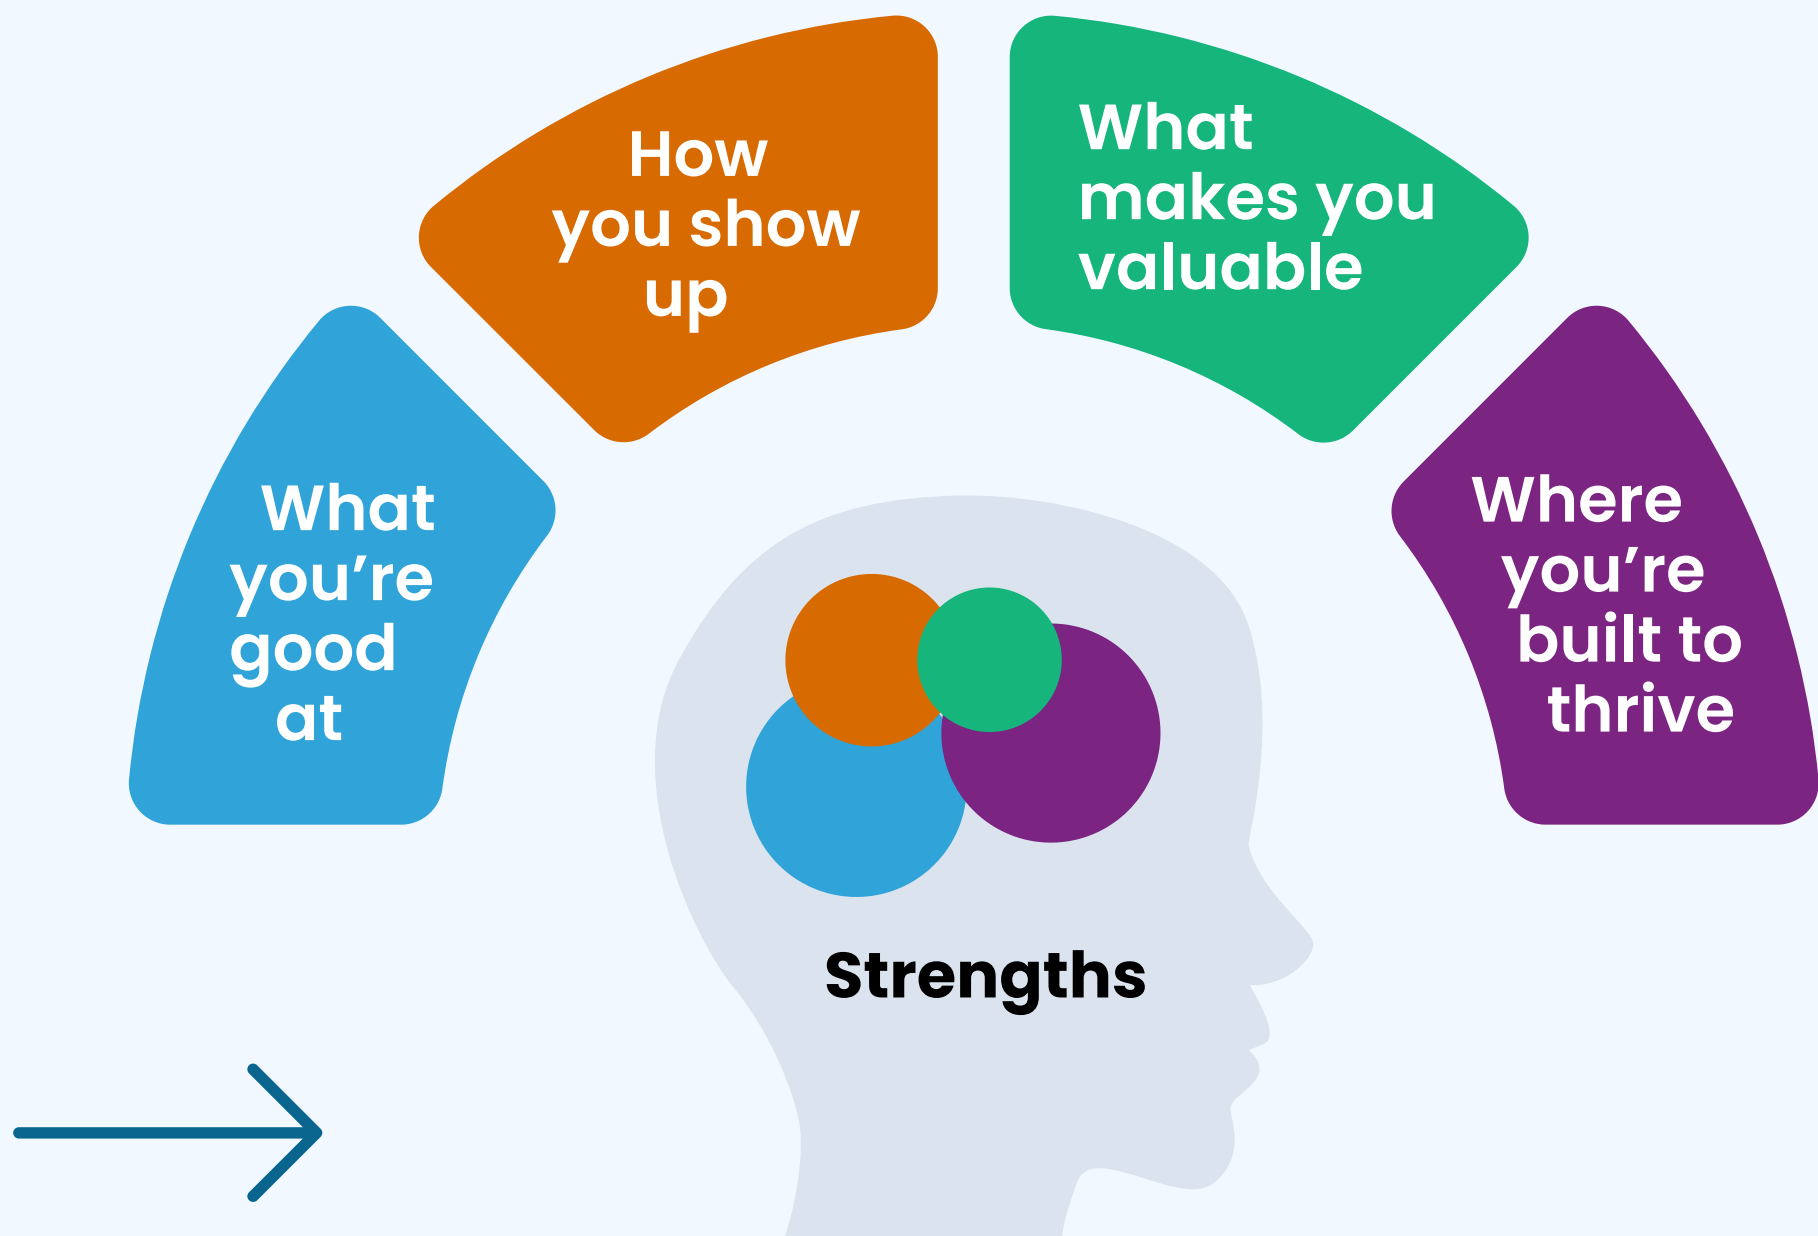 What
you’re
good
at
How
you show
up
What
makes you
valuable
Where
you’re
built to
thrive
Strengths